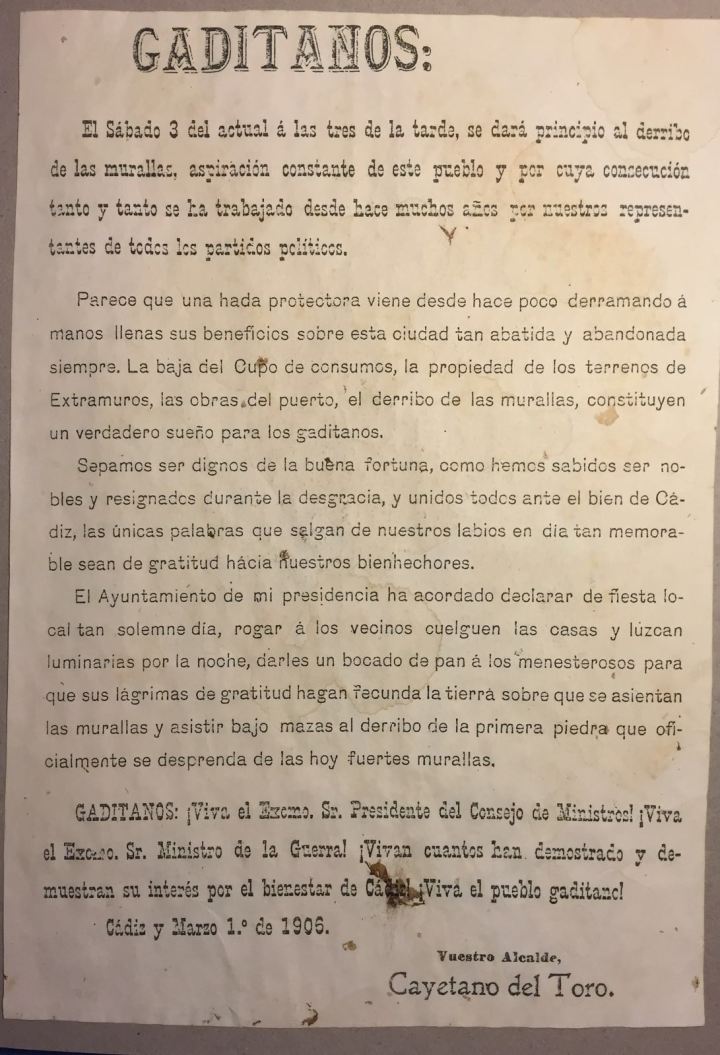 GADITANOS:
El Sábado 3 del actual á las tres de la tarde, se dará principio al derribo
de las murallas, aspiración constante de este pueblo y por cuya consecución
tanto y tanto se ha trabajado desde hace muchos años por nuestros represen-
tantes de todos los partidos políticos.
Parece que una hada protectora viene desde hace poco derramando á
manos llenas sus beneficios sobre esta ciudad tan abatida y abandonada
siempre. La baja del Cupo de consumos, la propiedad de los terrenos de
Extramuros, las obras del puerto, el derribo de las murallas, constituyen
un verdadero sueño para los gaditanos.
Sepamos ser dignos de la buena fortuna, como hemos sabidos ser no-
bles y resignados durante la desgracia, y unidos todos ante el bien de Cá-
diz, las únicas palabras que salgan de nuestros labios en dia tan memora-
ble sean de gratitud hácia nuestros bienhechores.
El Ayuntamiento de mi presidencia ha acordado declarar de fiesta lo-
cal tan solemne día, rogar á los vecinos cuelguen las casas y luzcan
luminarias por la noche, darles un bocado de pan á los menesterosos para
que sus lágrimas de gratitud hagan fecunda la tierra sobre que se asientan
las murallas y asistir bajo mazas al derribo de la primera piedra que ofi-
cialmente se desprenda de las hoy fuertes murallas.
GADITANOS: ¡Viva el Excmo. Sr. Presidente del Consejo de Ministros! ¡Viva
el Excmo. Sr. Ministro de la Guerra! ¡Vivan cuantos han demostrado y de-
muestran su interés por el bienestar de Cádiz! ¡Viva el pueblo gaditano!
Cádiz y Marzo 1.º de 1906.
Vuestro Alcalde,
Cayetano del Toro.